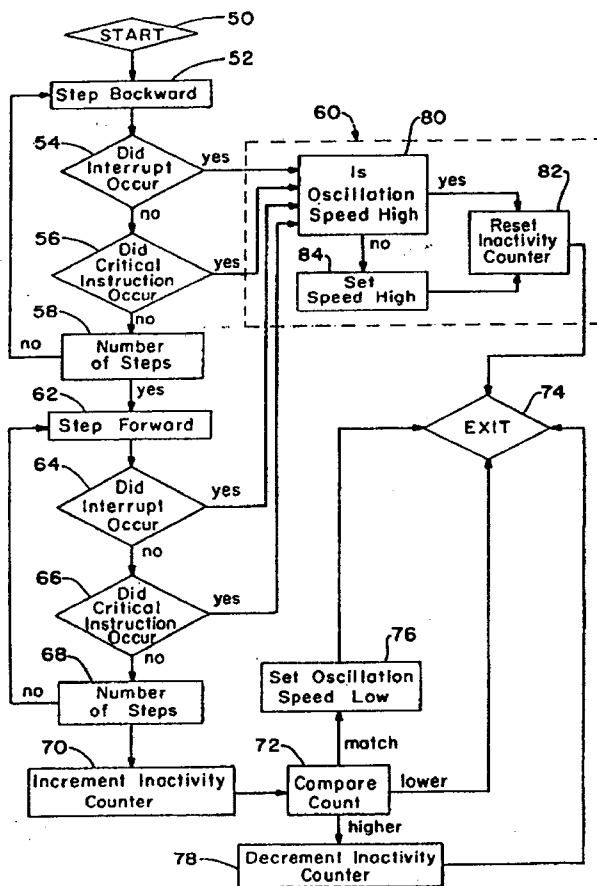 50
START
52
Step Backward
54
Did
Interrupt
Occur
yes
no
56
Did
Critical
Instruction
Occur
yes
no
58
Number
of Steps
no
yes
60
80
Is
Oscillation
Speed High
yes
no
82
Reset
Inactivity
Counter
84
Set
Speed High
62
Step Forward
64
Did
Interrupt
Occur
yes
no
66
Did
Critical
Instruction
Occur
yes
no
68
Number
of Steps
no
74
EXIT
76
Set Oscillation
Speed Low
match
70
Increment Inactivity
Counter
72
Compare
Count
lower
higher
78
Decrement Inactivity
Counter